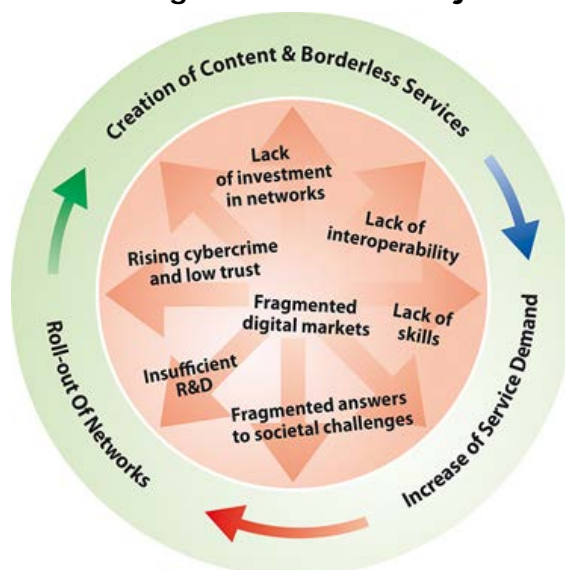 Creation of Content & Borderless Services
Lack
of investment
in networks
Lack of
interoperability
Rising cybercrime
and low trust
Fragmented
digital markets
Lack of
skills
Insufficient
R&D
Fragmented answers
to societal challenges
Roll-out Of Networks
Increase of Service Demand